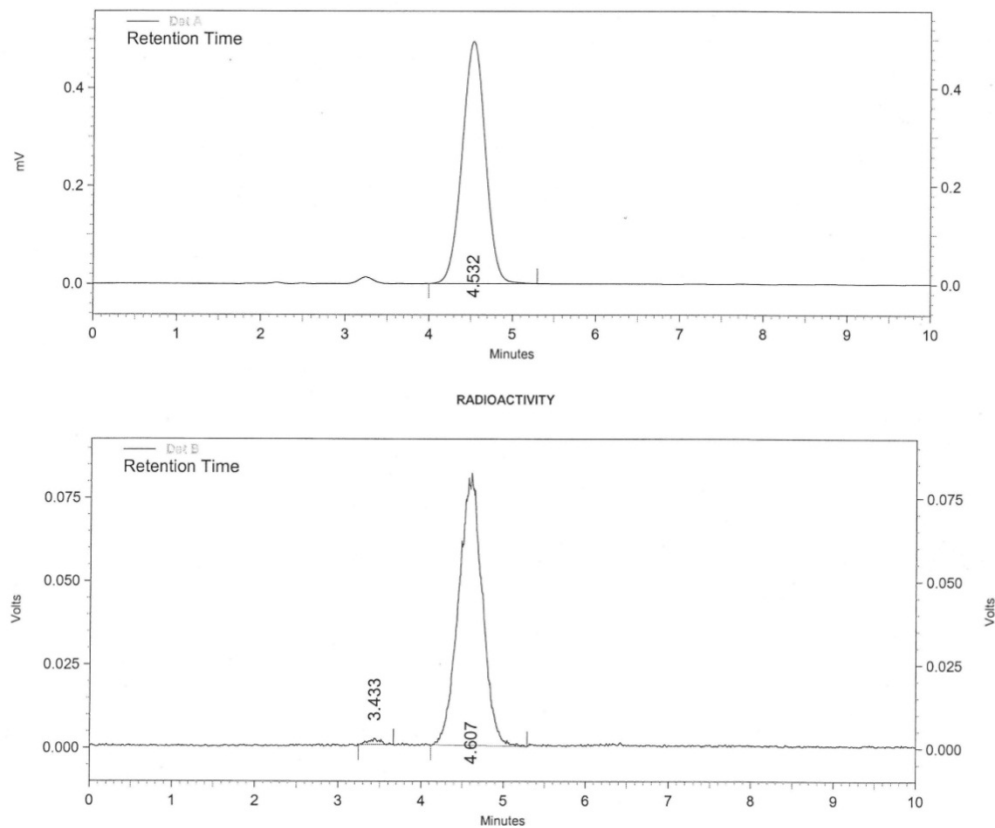 Det A
Retention Time
0.4
0.2
0.0
mV
0.4
0.2
0.0
4.532
0 1 2 3 4 5 6 7 8 9 10
Minutes
RADIOACTIVITY
Det B
Retention Time
0.075
0.050
0.025
0.000
Volts
0.075
0.050
0.025
0.000
Volts
3.433
4.607
0 1 2 3 4 5 6 7 8 9 10
Minutes